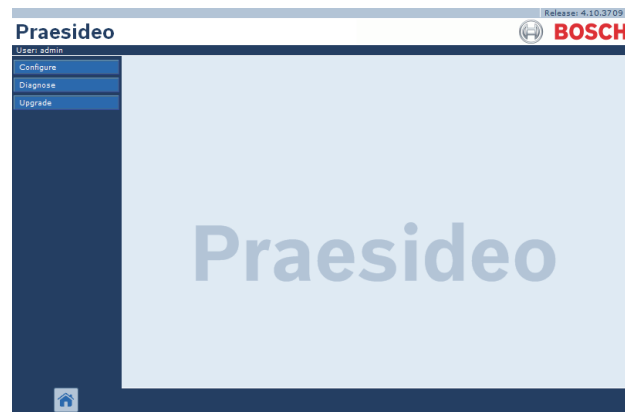 Release: 4.10.3709
Praesideo
BOSCH
User: admin
Configure
Diagnose
Upgrade
Praesideo